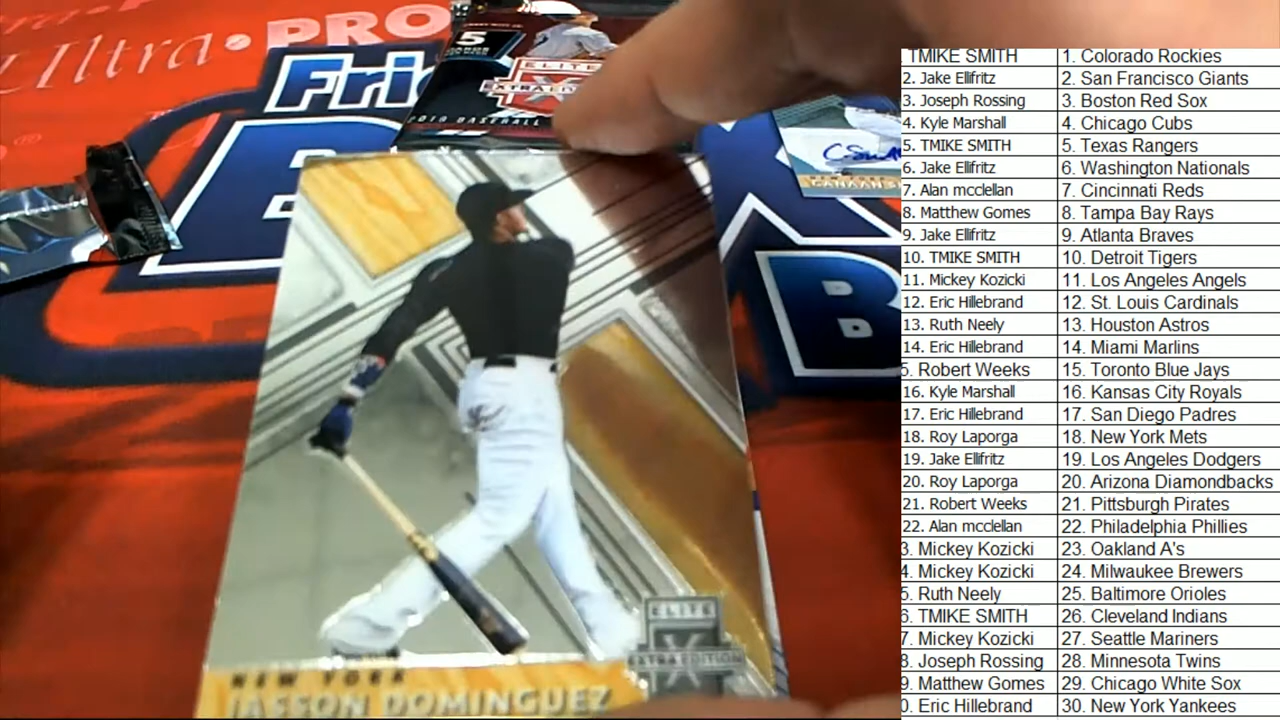 Ultra • PRO
Fri
B
B
5
ELITE
EXTRA EDITION
X
2019 BASEBALL
NEW YORK
JASSON DOMINGUEZ
ELITE
X
EXTRA EDITION
TMIKE SMITH 1. Colorado Rockies
2. Jake Ellifritz 2. San Francisco Giants
3. Joseph Rossing 3. Boston Red Sox
4. Kyle Marshall 4. Chicago Cubs
5. TMIKE SMITH 5. Texas Rangers
6. Jake Ellifritz 6. Washington Nationals
7. Alan mcclellan 7. Cincinnati Reds
8. Matthew Gomes 8. Tampa Bay Rays
9. Jake Ellifritz 9. Atlanta Braves
10. TMIKE SMITH 10. Detroit Tigers
11. Mickey Kozicki 11. Los Angeles Angels
12. Eric Hillebrand 12. St. Louis Cardinals
13. Ruth Neely 13. Houston Astros
14. Eric Hillebrand 14. Miami Marlins
5. Robert Weeks 15. Toronto Blue Jays
16. Kyle Marshall 16. Kansas City Royals
17. Eric Hillebrand 17. San Diego Padres
18. Roy Laporga 18. New York Mets
19. Jake Ellifritz 19. Los Angeles Dodgers
20. Roy Laporga 20. Arizona Diamondbacks
21. Robert Weeks 21. Pittsburgh Pirates
22. Alan mcclellan 22. Philadelphia Phillies
3. Mickey Kozicki 23. Oakland A's
4. Mickey Kozicki 24. Milwaukee Brewers
5. Ruth Neely 25. Baltimore Orioles
6. TMIKE SMITH 26. Cleveland Indians
7. Mickey Kozicki 27. Seattle Mariners
8. Joseph Rossing 28. Minnesota Twins
9. Matthew Gomes 29. Chicago White Sox
0. Eric Hillebrand 30. New York Yankees